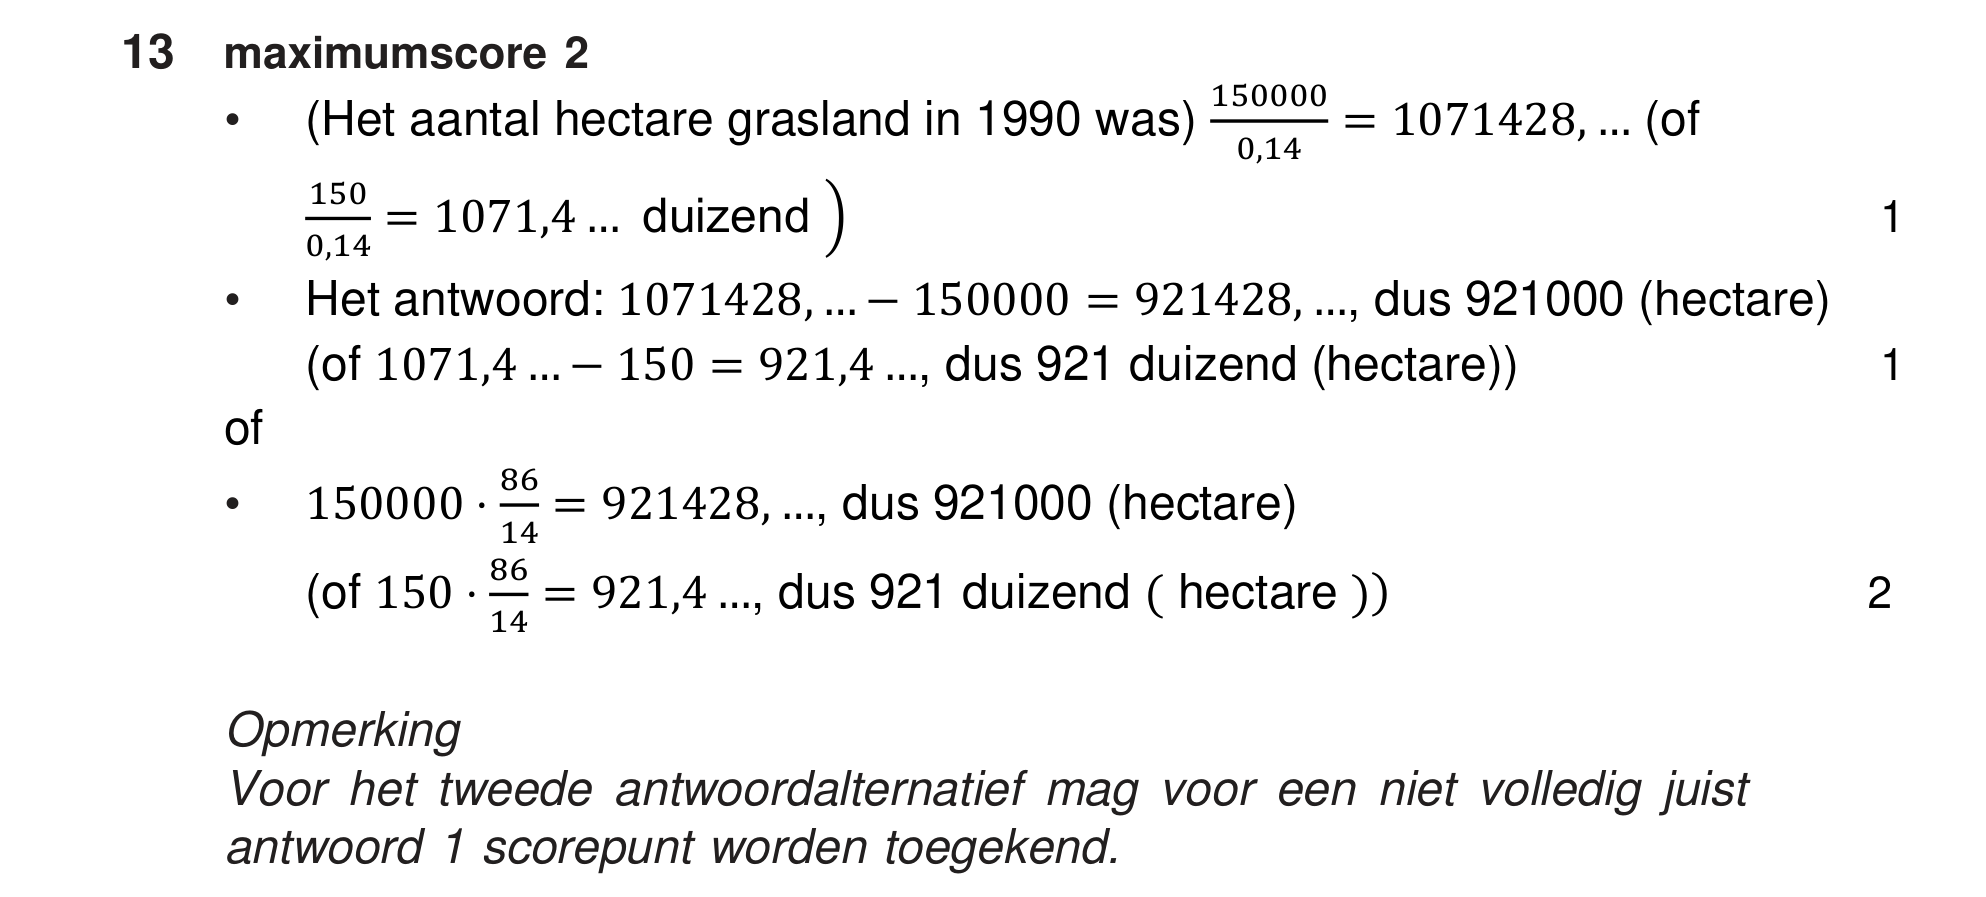 13 maximumscore 2
• (Het aantal hectare grasland in 1990 was) 150000/0,14 = 1071428, ... (of
150/0,14 = 1071,4 ... duizend )
1
• Het antwoord: 1071428, ... − 150000 = 921428, ..., dus 921000 (hectare)
(of 1071,4 ... − 150 = 921,4 ..., dus 921 duizend (hectare)) 1
of
• 150000 · 86/14 = 921428, ..., dus 921000 (hectare)
(of 150 · 86/14 = 921,4 ..., dus 921 duizend ( hectare )) 2
Opmerking
Voor het tweede antwoordalternatief mag voor een niet volledig juist
antwoord 1 scorepunt worden toegekend.